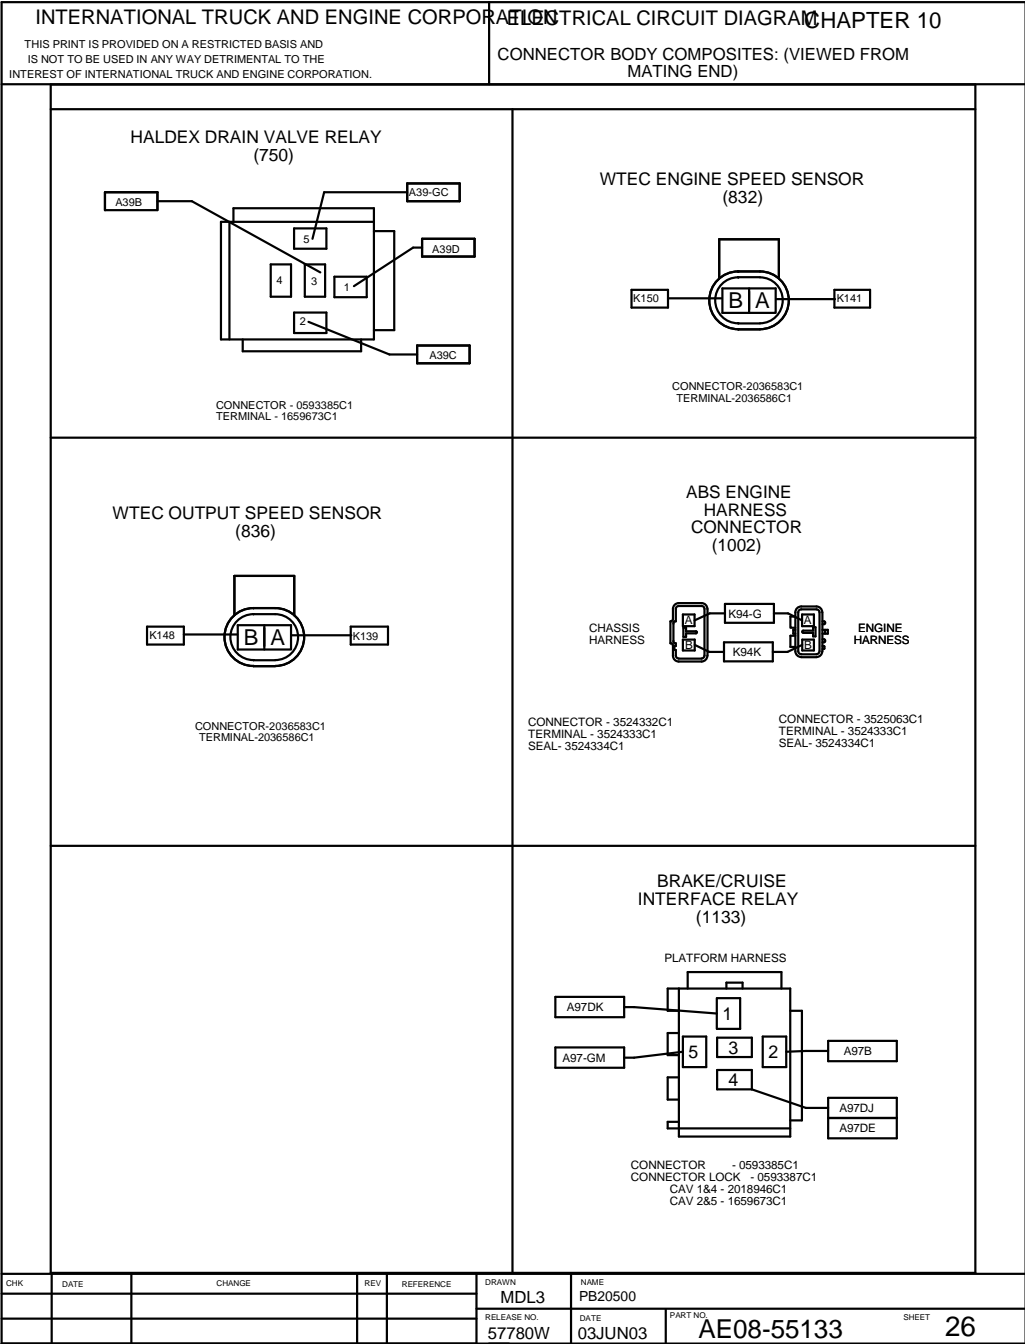 INTERNATIONAL TRUCK AND ENGINE CORPORATION
THIS PRINT IS PROVIDED ON A RESTRICTED BASIS AND
IS NOT TO BE USED IN ANY WAY DETRIMENTAL TO THE
INTEREST OF INTERNATIONAL TRUCK AND ENGINE CORPORATION.
ELECTRICAL CIRCUIT DIAGRAM
CHAPTER 10
CONNECTOR BODY COMPOSITES: (VIEWED FROM
MATING END)
HALDEX DRAIN VALVE RELAY
(750)
A39B
A39-GC
A39D
A39C
5
4
3
1
2
CONNECTOR - 0593385C1
TERMINAL - 1659673C1
WTEC ENGINE SPEED SENSOR
(832)
K150
B A
K141
CONNECTOR-2036583C1
TERMINAL-2036586C1
WTEC OUTPUT SPEED SENSOR
(836)
K148
B A
K139
CONNECTOR-2036583C1
TERMINAL-2036586C1
ABS ENGINE
HARNESS
CONNECTOR
(1002)
CHASSIS
HARNESS
A
B
K94-G
K94K
A
B
ENGINE
HARNESS
CONNECTOR - 3524332C1
TERMINAL - 3524333C1
SEAL- 3524334C1
CONNECTOR - 3525063C1
TERMINAL - 3524333C1
SEAL- 3524334C1
BRAKE/CRUISE
INTERFACE RELAY
(1133)
PLATFORM HARNESS
A97DK
A97-GM
1
5
3
2
4
A97B
A97DJ
A97DE
CONNECTOR - 0593385C1
CONNECTOR LOCK - 0593387C1
CAV 1&4 - 2018946C1
CAV 2&5 - 1659673C1
CHK DATE CHANGE REV REFERENCE
DRAWN
MDL3
NAME
PB20500
RELEASE NO.
57780W
DATE
03JUN03
PART NO.
AE08-55133
SHEET 26